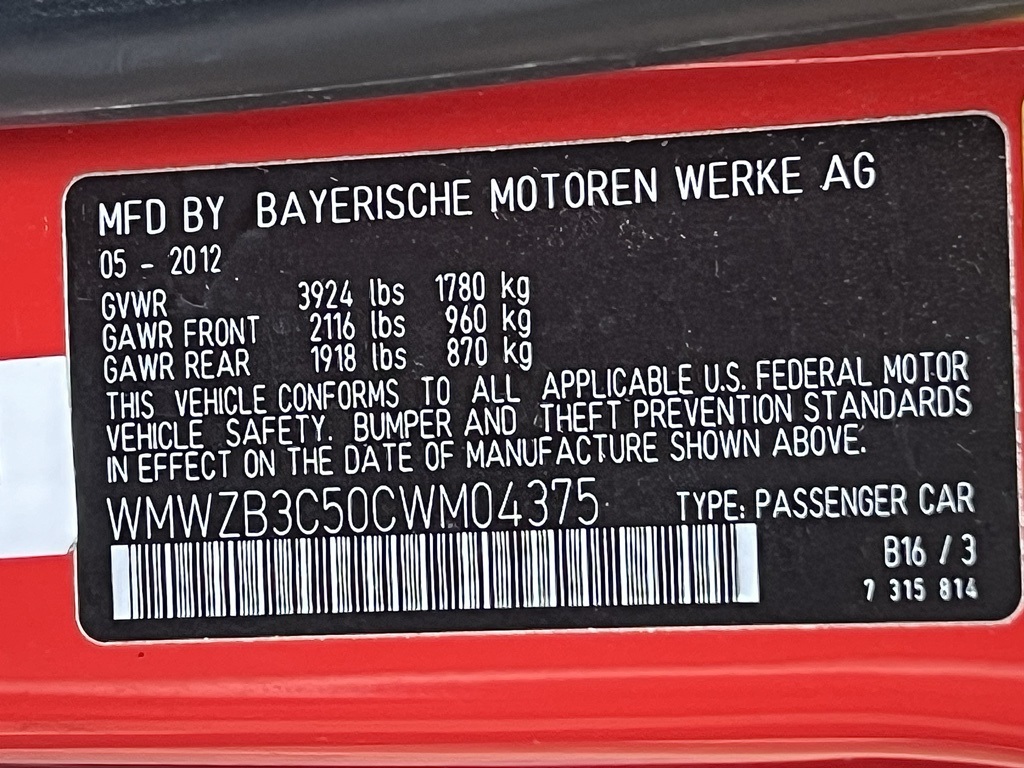 MFD BY BAYERISCHE MOTOREN WERKE AG
05 - 2012
GVWR 3924 lbs 1780 kg
GAWR FRONT 2116 lbs 960 kg
GAWR REAR 1918 lbs 870 kg
THIS VEHICLE CONFORMS TO ALL APPLICABLE U.S. FEDERAL MOTOR
VEHICLE SAFETY. BUMPER AND THEFT PREVENTION STANDARDS
IN EFFECT ON THE DATE OF MANUFACTURE SHOWN ABOVE.
WMWZB3C50CWM04375 TYPE: PASSENGER CAR
B16 / 3
7 315 814